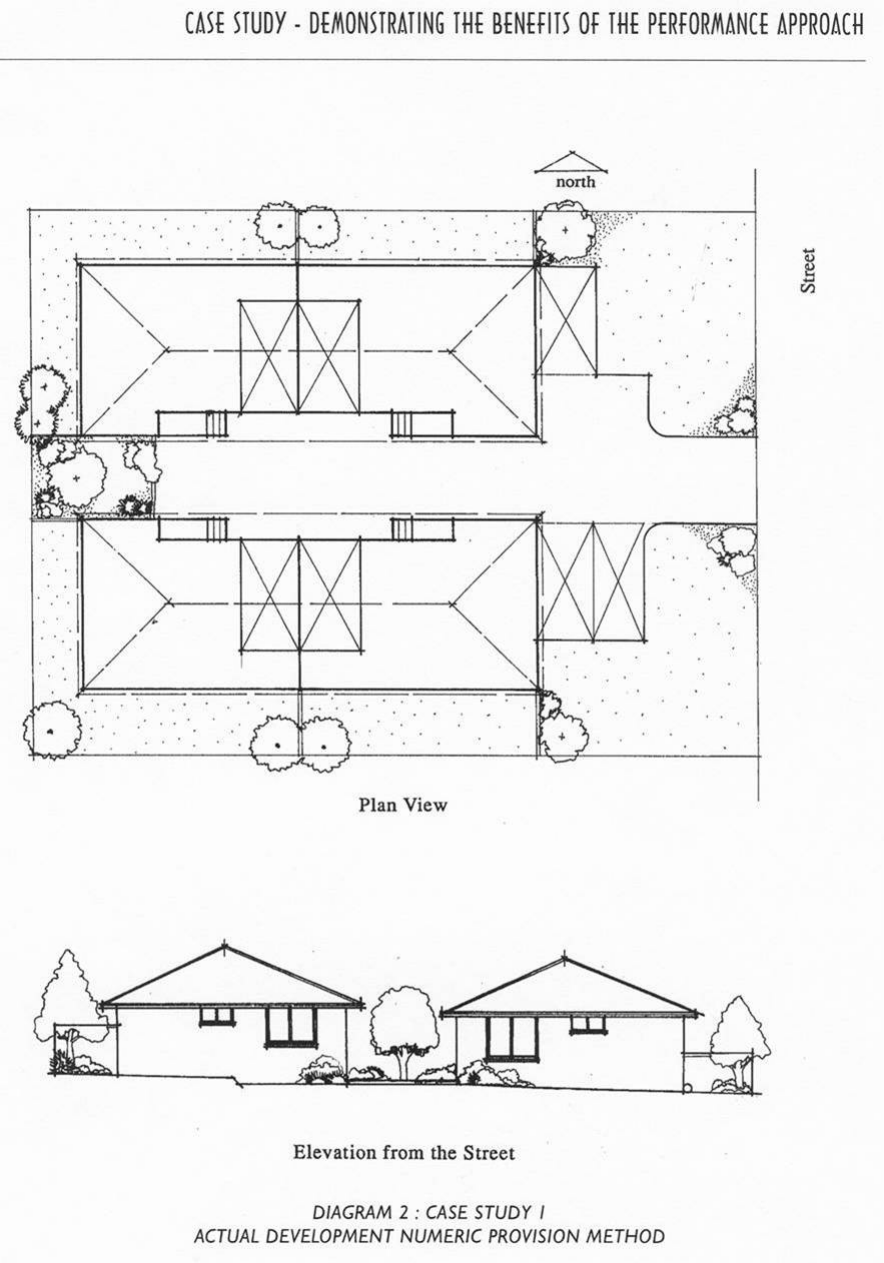 CASE STUDY - DEMONSTRATING THE BENEFITS OF THE PERFORMANCE APPROACH
north
Street
Plan View
Elevation from the Street
DIAGRAM 2 : CASE STUDY 1
ACTUAL DEVELOPMENT NUMERIC PROVISION METHOD